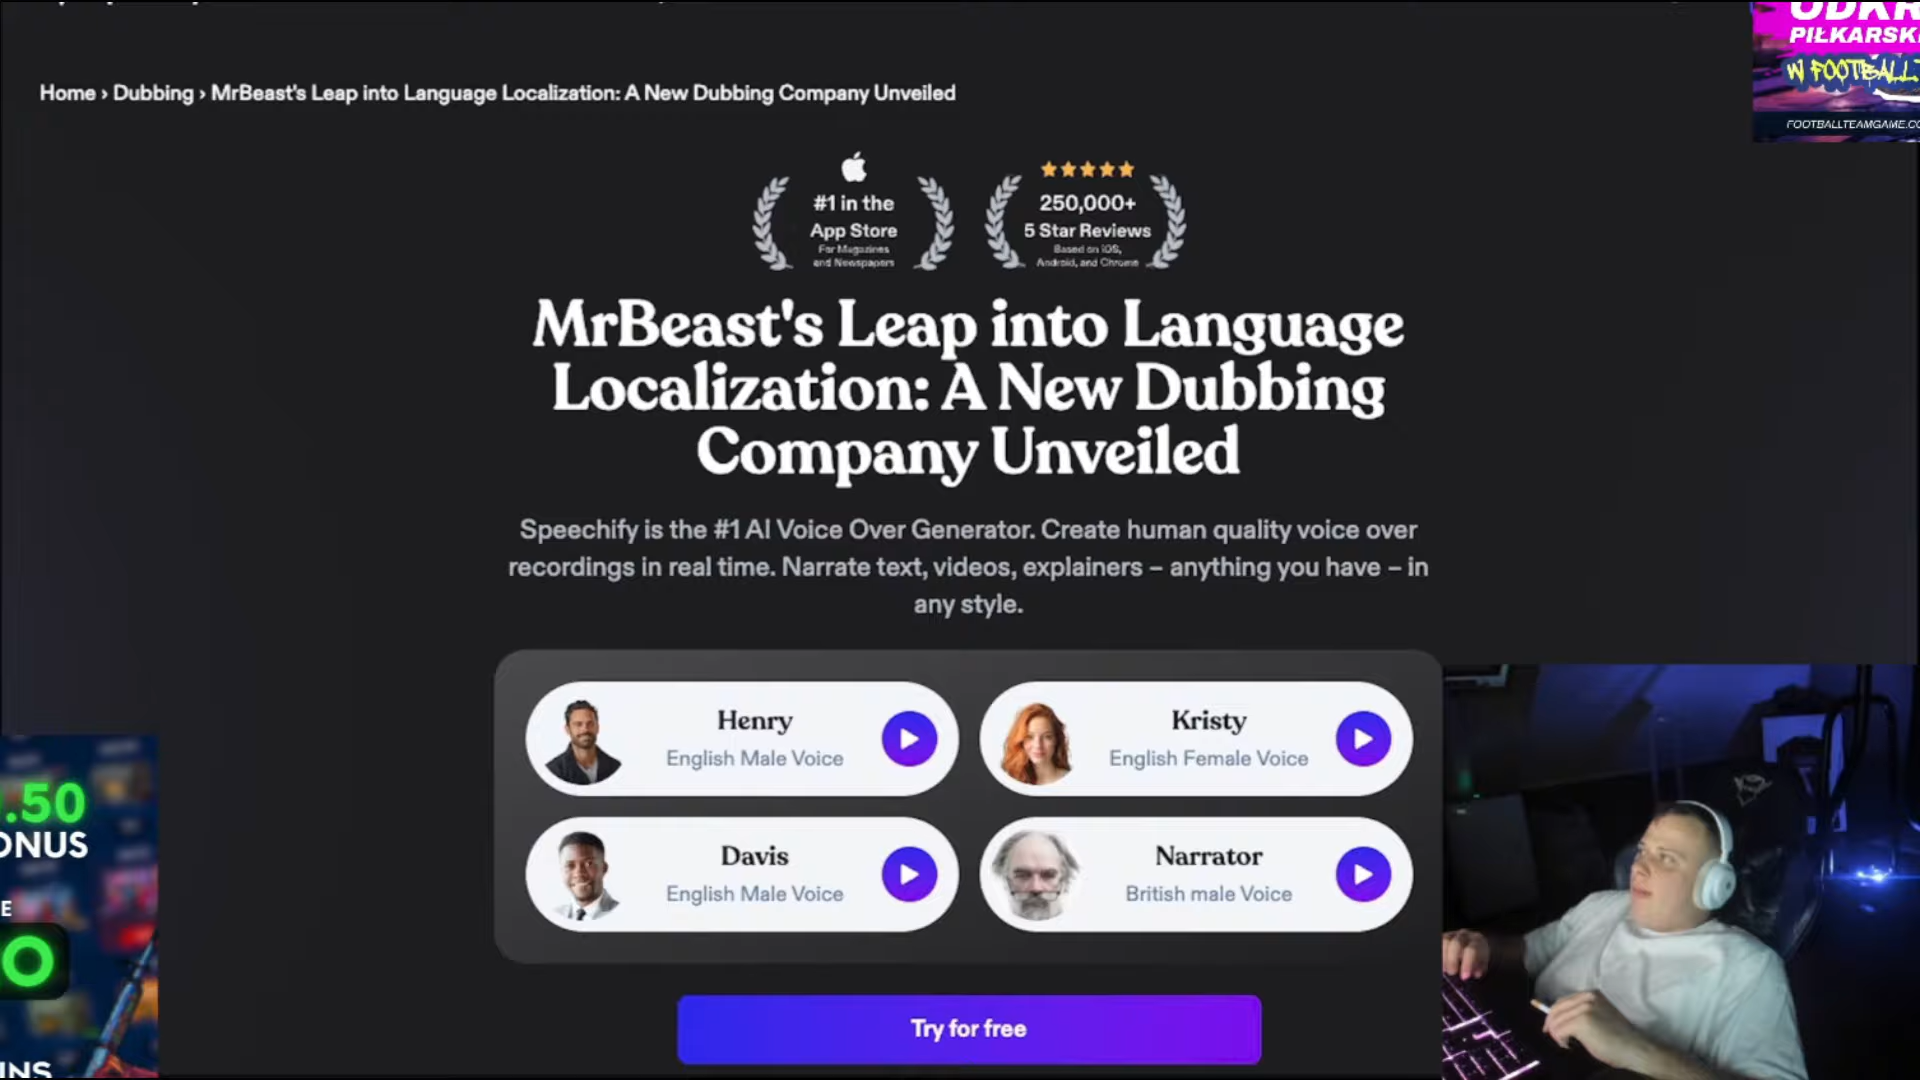 Home › Dubbing › MrBeast's Leap into Language Localization: A New Dubbing Company Unveiled
PIŁKARSK
W FOOTBALL
FOOTBALLTEAMGAME.CO
#1 in the
App Store
For Magazines
and Newspapers
250,000+
5 Star Reviews
Based on iOS,
Android, and Chrome
MrBeast's Leap into Language
Localization: A New Dubbing
Company Unveiled
Speechify is the #1 AI Voice Over Generator. Create human quality voice over
recordings in real time. Narrate text, videos, explainers – anything you have – in
any style.
Henry
English Male Voice
Kristy
English Female Voice
Davis
English Male Voice
Narrator
British male Voice
.50
ONUS
E
O
INS
Try for free